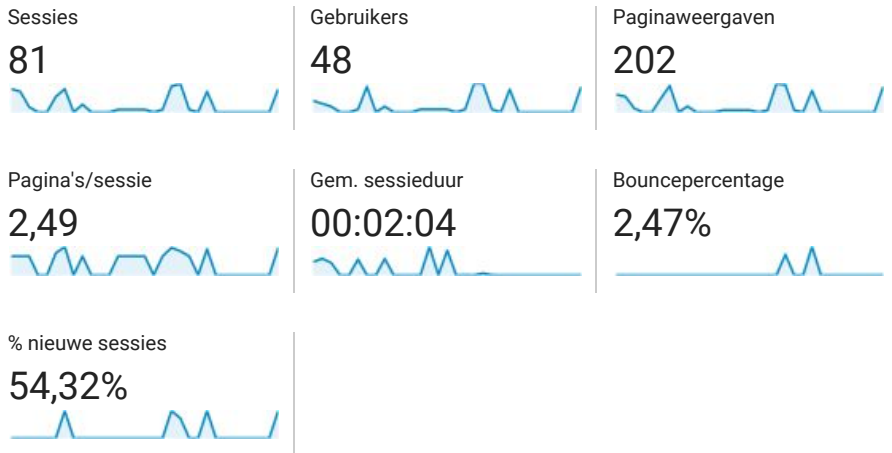 Sessies
81
Gebruikers
48
Paginaweergaven
202
Pagina's/sessie
2,49
Gem. sessieduur
00:02:04
Bouncepercentage
2,47%
% nieuwe sessies
54,32%